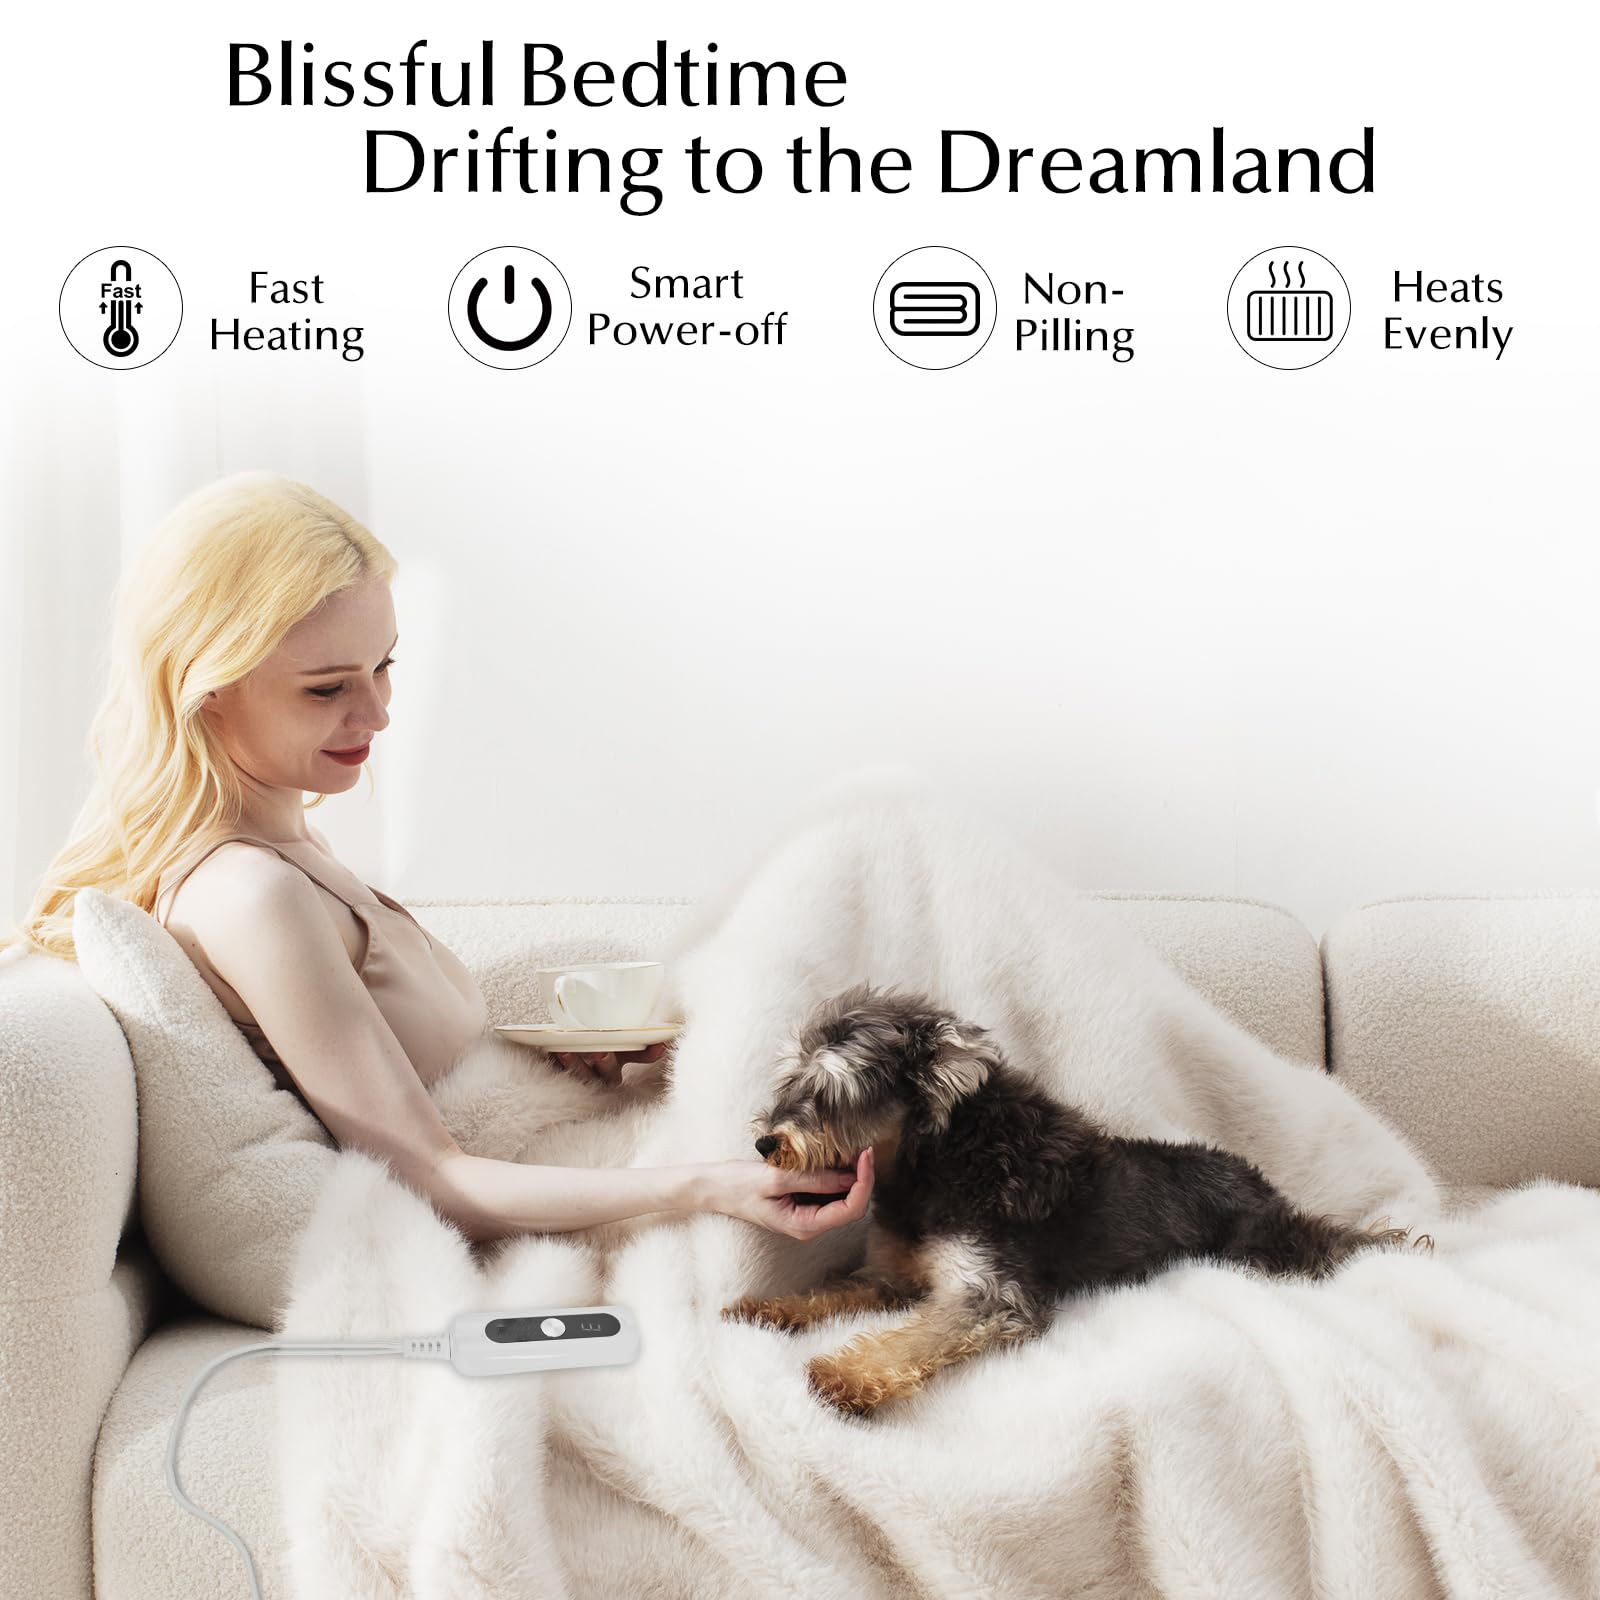 Blissful Bedtime
Drifting to the Dreamland
Fast
Fast
Heating
Smart
Power-off
Non-
Pilling
Heats
Evenly